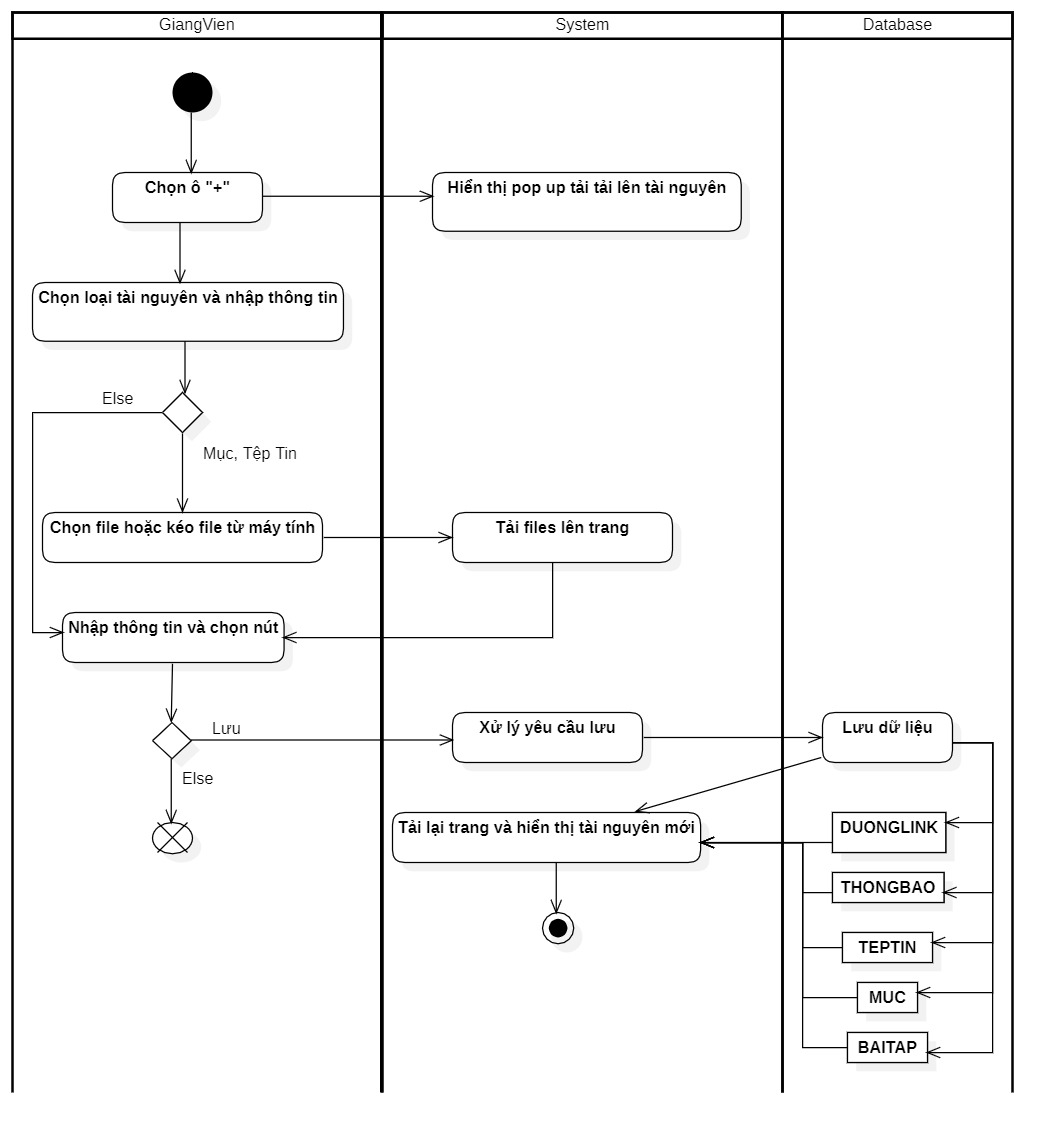 GiangVien
System
Database
Chọn ô "+"
Hiển thị pop up tải tải lên tài nguyên
Chọn loại tài nguyên và nhập thông tin
Else
Mục, Tệp Tin
Chọn file hoặc kéo file từ máy tính
Tải files lên trang
Nhập thông tin và chọn nút
Lưu
Xử lý yêu cầu lưu
Lưu dữ liệu
Else
Tải lại trang và hiển thị tài nguyên mới
DUONGLINK
THONGBAO
TEPTIN
MUC
BAITAP